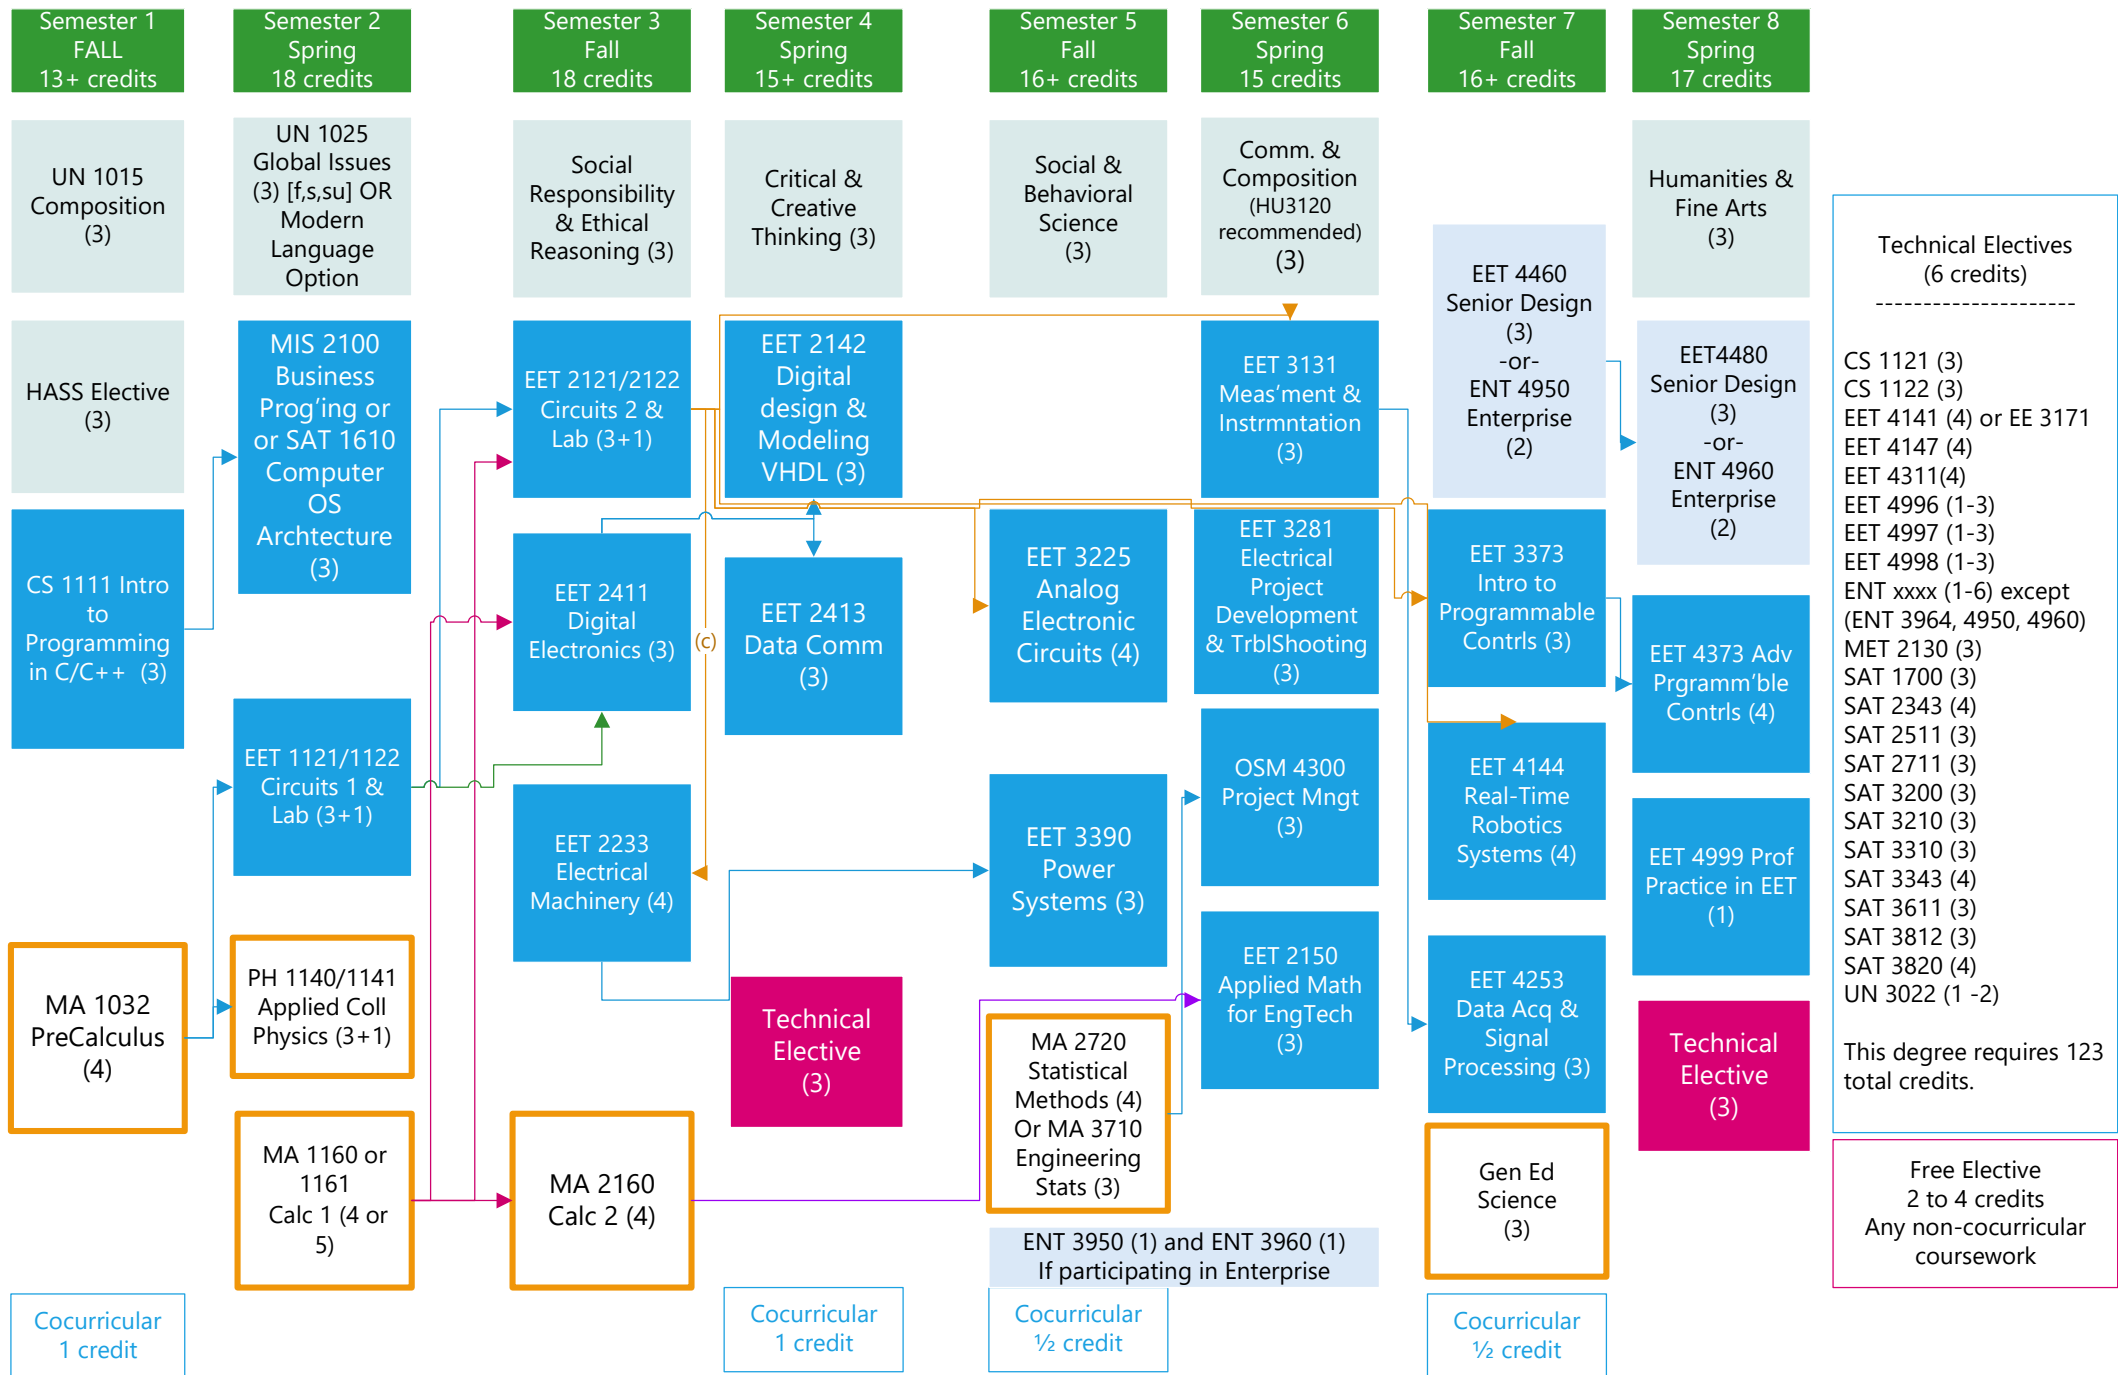 Semester 1
FALL
13+ credits
Semester 2
Spring
18 credits
Semester 3
Fall
18 credits
Semester 4
Spring
15+ credits
Semester 5
Fall
16+ credits
Semester 6
Spring
15 credits
Semester 7
Fall
16+ credits
Semester 8
Spring
17 credits
UN 1015
Composition
(3)
HASS Elective
(3)
CS 1111 Intro
to
Programming
in C/C++ (3)
MA 1032
PreCalculus
(4)
Cocurricular
1 credit
UN 1025
Global Issues
(3) [f,s,su] OR
Modern
Language
Option
MIS 2100
Business
Prog'ing or
or SAT 1610
Computer
OS
Archtecture
(3)
EET 1121/1122
Circuits 1 &
Lab (3+1)
PH 1140/1141
Applied Coll
Physics (3+1)
MA 1160 or
1161
Calc 1 (4 or
5)
Social
Responsibility
& Ethical
Reasoning (3)
EET 2121/2122
Circuits 2 &
Lab (3+1)
EET 2411
Digital
Electronics (3)
(c)
EET 2233
Electrical
Machinery (4)
MA 2160
Calc 2 (4)
Critical &
Creative
Thinking (3)
EET 2142
Digital
design &
Modeling
VHDL (3)
EET 2413
Data Comm
(3)
Technical
Elective
(3)
Cocurricular
1 credit
Social &
Behavioral
Science
(3)
EET 3225
Analog
Electronic
Circuits (4)
EET 3390
Power
Systems (3)
MA 2720
Statistical
Methods (4)
Or MA 3710
Engineering
Stats (3)
ENT 3950 (1) and ENT 3960 (1)
If participating in Enterprise
Cocurricular
½ credit
Comm. &
Composition
(HU3120
recommended)
(3)
EET 3131
Meas'ment &
Instrmntation
(3)
EET 3281
Electrical
Project
Development
& TrblShooting
(3)
OSM 4300
Project Mngt
(3)
EET 2150
Applied Math
for EngTech
(3)
EET 4460
Senior Design
(3)
-or-
ENT 4950
Enterprise
(2)
EET 3373
Intro to
Programmable
Contrls (3)
EET 4144
Real-Time
Robotics
Systems (4)
EET 4253
Data Acq &
Signal
Processing (3)
Gen Ed
Science
(3)
Cocurricular
½ credit
Humanities &
Fine Arts
(3)
EET4480
Senior Design
(3)
-or-
ENT 4960
Enterprise
(2)
EET 4373 Adv
Prgramm'ble
Contrls (4)
EET 4999 Prof
Practice in EET
(1)
Technical
Elective
(3)
Technical Electives
(6 credits)
---------------------
CS 1121 (3)
CS 1122 (3)
EET 4141 (4) or EE 3171
EET 4147 (4)
EET 4311(4)
EET 4996 (1-3)
EET 4997 (1-3)
EET 4998 (1-3)
ENT xxxx (1-6) except
(ENT 3964, 4950, 4960)
MET 2130 (3)
SAT 1700 (3)
SAT 2343 (4)
SAT 2511 (3)
SAT 2711 (3)
SAT 3200 (3)
SAT 3210 (3)
SAT 3310 (3)
SAT 3343 (4)
SAT 3611 (3)
SAT 3812 (3)
SAT 3820 (4)
UN 3022 (1 -2)
This degree requires 123
total credits.
Free Elective
2 to 4 credits
Any non-cocurricular
coursework